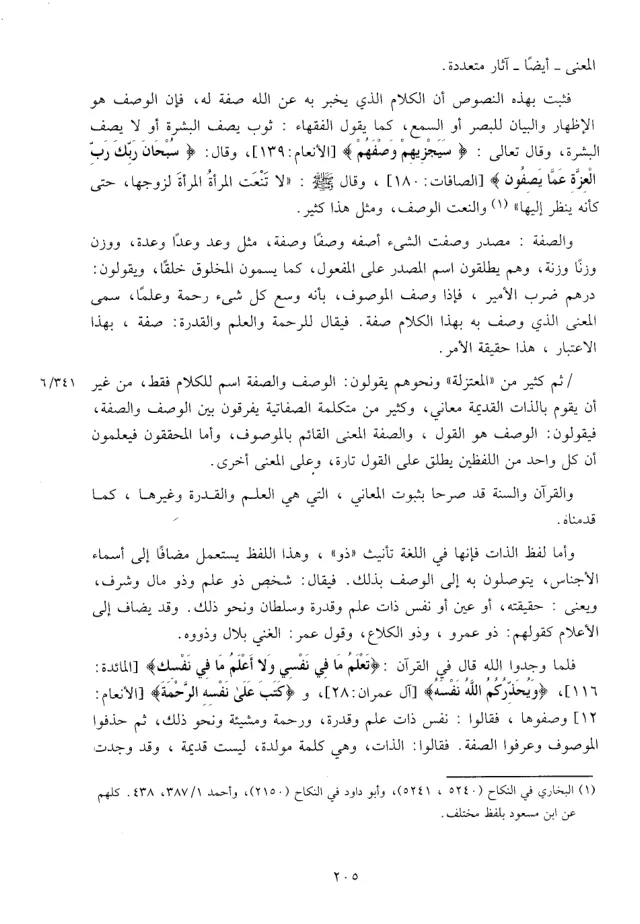 المعنى ـ أيضًا ـ آثار متعددة.
فثبت بهذه النصوص أن الكلام الذي يخبر به عن الله صفة له، فإن الوصف هو
الإظهار والبيان للبصر أو السمع، كما يقول الفقهاء : ثوب يصف البشرة أو لا يصف
البشرة، وقال تعالى : ﴿ سَيَجْزِيهِمْ وَصْفَهُمْ ﴾ [الأنعام:١٣٩]، وقال: ﴿ سُبْحَانَ رَبِّكَ رَبِّ
الْعِزَّةِ عَمَّا يَصِفُونَ ﴾ [الصافات:١٨٠] ، وقال ﷺ : «لا تَنْعَت المرأةُ المرأةَ لزوجها، حتى
كأنه ينظر إليها» (١) والنعت الوصف، ومثل هذا كثير.
والصفة : مصدر وصفت الشىء أصفه وصفًا وصفة، مثل وعد وعدًا وعدة، ووزن
وزنًا وزنة، وهم يطلقون اسم المصدر على المفعول، كما يسمون المخلوق خلقًا، ويقولون:
درهم ضرب الأمير ، فإذا وصف الموصوف، بأنه وسع كل شىء رحمة وعلمًا، سمى
المعنى الذي وصف به بهذا الكلام صفة. فيقال للرحمة والعلم والقدرة: صفة ، بهذا
الاعتبار ، هذا حقيقة الأمر.
/ ثم كثير من «المعتزلة» ونحوهم يقولون: الوصف والصفة اسم للكلام فقط، من غير ٦/٣٤١
أن يقوم بالذات القديمة معاني، وكثير من متكلمة الصفاتية يفرقون بين الوصف والصفة،
فيقولون: الوصف هو القول ، والصفة المعنى القائم بالموصوف، وأما المحققون فيعلمون
أن كل واحد من اللفظين يطلق على القول تارة، وعلى المعنى أخرى.
والقرآن والسنة قد صرحا بثبوت المعاني ، التي هي العلم والقدرة وغيرها ، كما
قدمناه.
وأما لفظ الذات فإنها في اللغة تأنيث «ذو» ، وهذا اللفظ يستعمل مضافًا إلى أسماء
الأجناس، يتوصلون به إلى الوصف بذلك. فيقال: شخص ذو علم وذو مال وشرف،
ويعنى : حقيقته، أو عين أو نفس ذات علم وقدرة وسلطان ونحو ذلك. وقد يضاف إلى
الأعلام كقولهم: ذو عمرو ، وذو الكلاع، وقول عمر: الغني بلال وذووه.
فلما وجدوا الله قال في القرآن :﴿تَعْلَمُ مَا فِي نَفْسِي وَلا أَعْلَمُ مَا فِي نَفْسِكَ﴾ [المائدة:
١١٦]، ﴿وَيُحَذِّرُكُمُ اللَّهُ نَفْسَهُ﴾ [آل عمران:٢٨]، و ﴿كَتَبَ عَلَىٰ نَفْسِهِ الرَّحْمَةَ﴾ [الأنعام:
١٢] وصفوها ، فقالوا : نفس ذات علم وقدرة، ورحمة ومشيئة ونحو ذلك، ثم حذفوا
الموصوف وعرفوا الصفة. فقالوا: الذات، وهي كلمة مولدة، ليست قديمة ، وقد وجدت
(١) البخاري في النكاح (٥٢٤٠ ، ٥٢٤١)، وأبو داود في النكاح (٢١٥٠)، وأحمد ٣٨٧/١، ٤٣٨. كلهم
عن ابن مسعود بلفظ مختلف.
٢٠٥